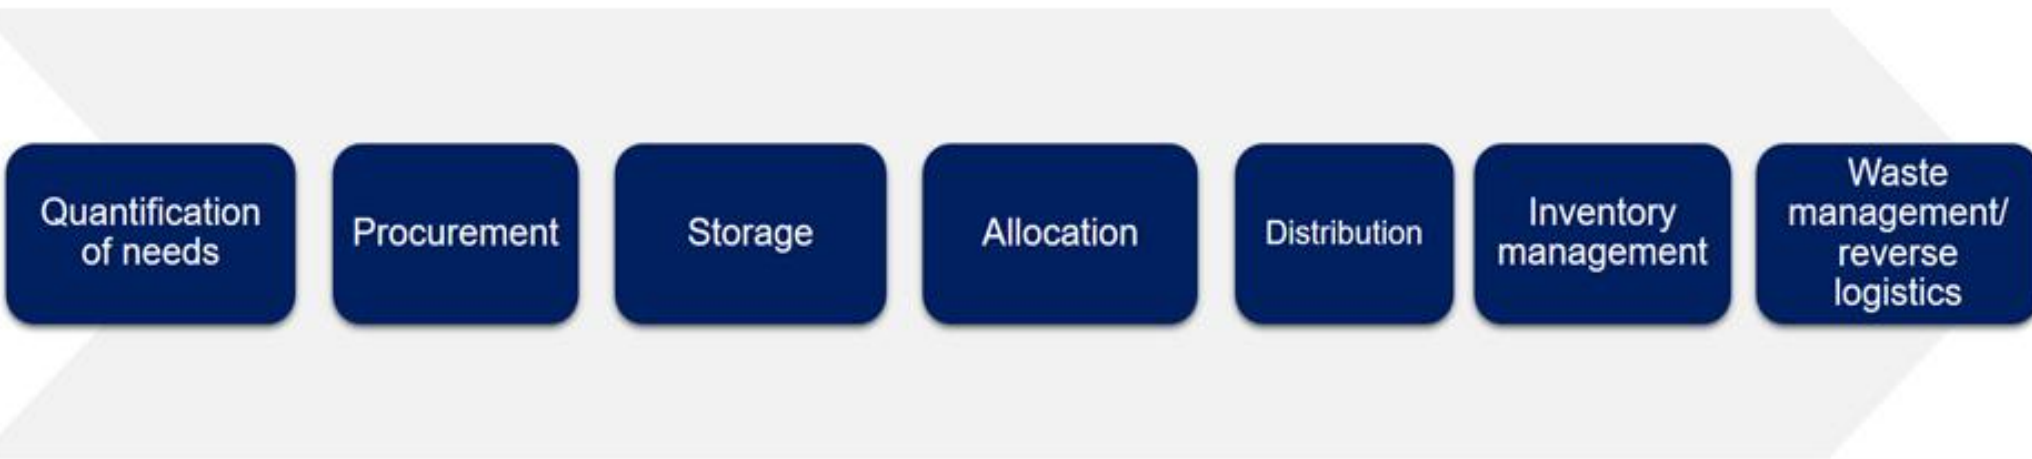 Quantification
of needs
Procurement
Storage
Allocation
Distribution
Inventory
management
Waste
management/
reverse
logistics